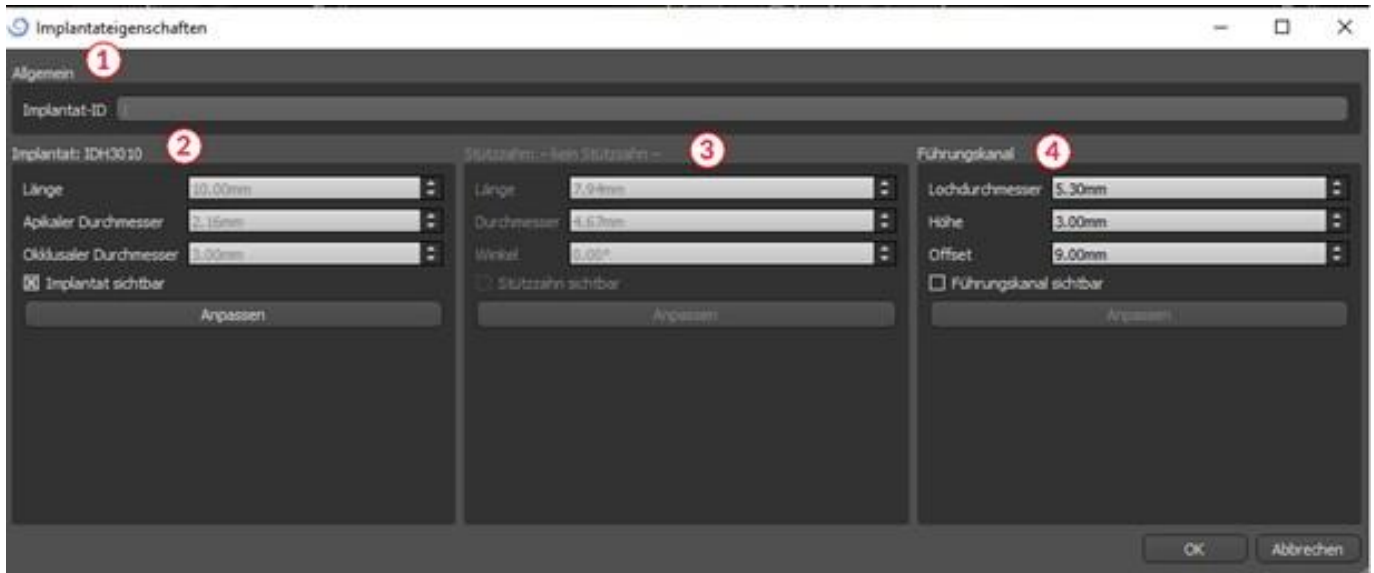 Implantateigenschaften
1
Allgemein
Implantat-ID
Implantat: IDH3010
2
Länge 10.00mm
Apikaler Durchmesser 2.16mm
Okklusaler Durchmesser 3.00mm
Implantat sichtbar
Anpassen
Stützzahn: - kein Stützzahn -
3
Länge 7.94mm
Durchmesser 4.67mm
Winkel 0.00°
Stützzahn sichtbar
Anpassen
Führungskanal
4
Lochdurchmesser 5.30mm
Höhe 3.00mm
Offset 9.00mm
Führungskanal sichtbar
Anpassen
OK Abbrechen